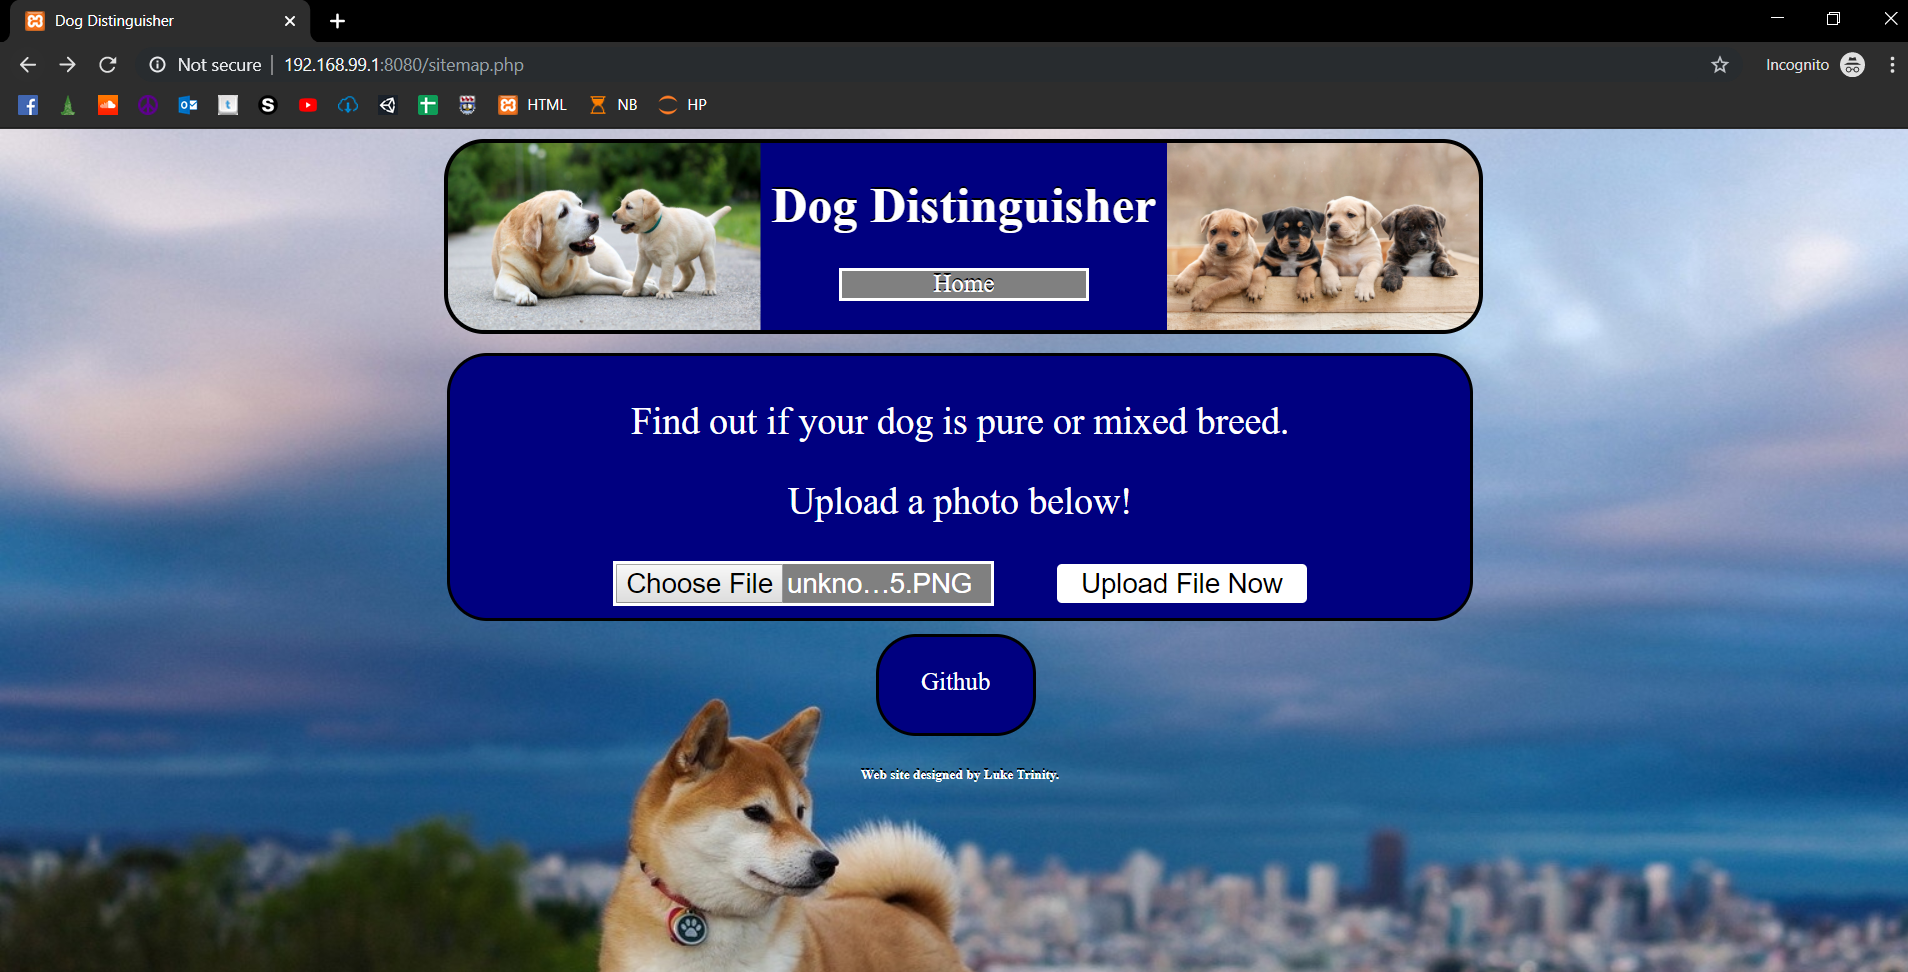 Dog Distinguisher
Not secure | 192.168.99.1:8080/sitemap.php
Incognito
HTML NB HP
Dog Distinguisher
Home
Find out if your dog is pure or mixed breed.
Upload a photo below!
Choose File unkno…5.PNG Upload File Now
Github
Web site designed by Luke Trinity.